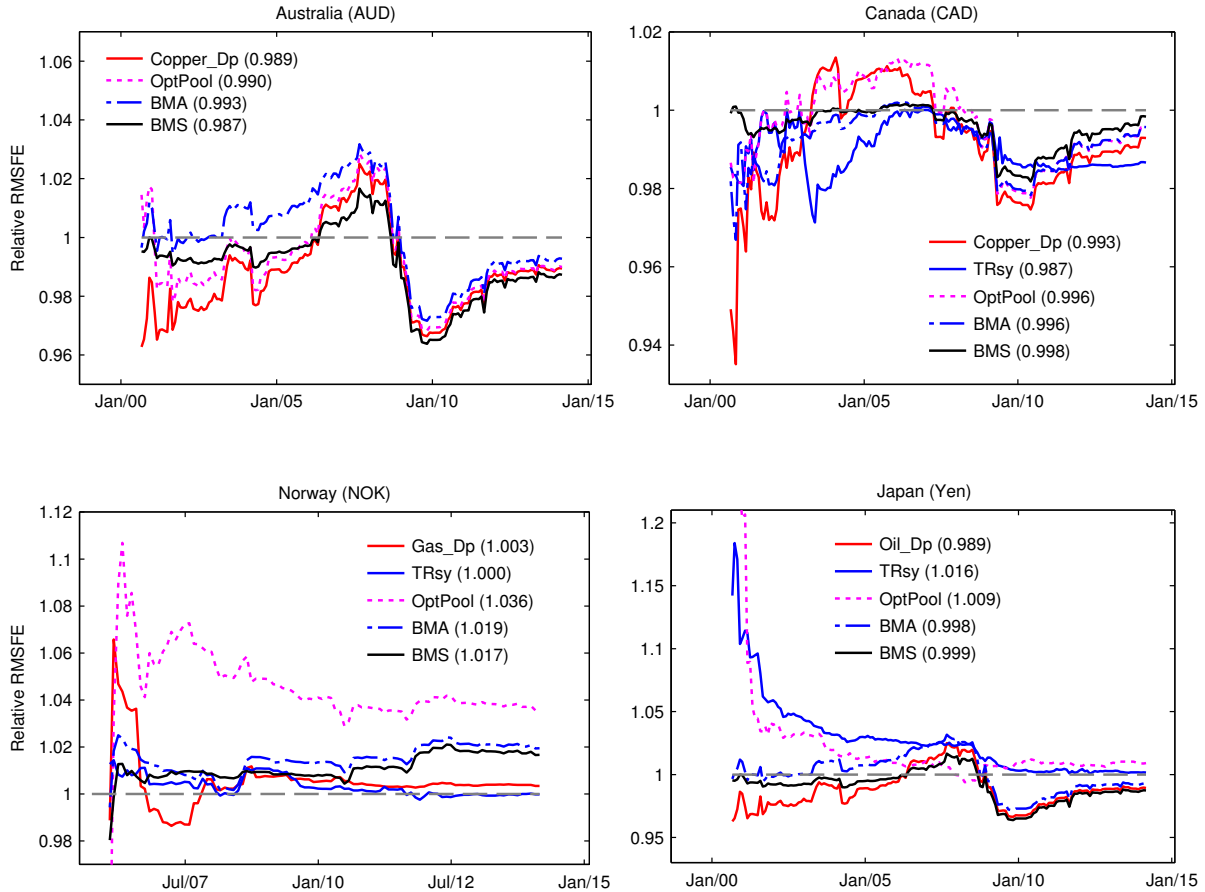 Australia (AUD)
Relative RMSFE
1.06
1.04
1.02
1
0.98
0.96
Copper_Dp (0.989)
OptPool (0.990)
BMA (0.993)
BMS (0.987)
Jan/00
Jan/05
Jan/10
Jan/15
Canada (CAD)
1.02
1
0.98
0.96
0.94
Copper_Dp (0.993)
TRsy (0.987)
OptPool (0.996)
BMA (0.996)
BMS (0.998)
Jan/00
Jan/05
Jan/10
Jan/15
Norway (NOK)
Relative RMSFE
1.12
1.1
1.08
1.06
1.04
1.02
1
0.98
Gas_Dp (1.003)
TRsy (1.000)
OptPool (1.036)
BMA (1.019)
BMS (1.017)
Jul/07
Jan/10
Jul/12
Jan/15
Japan (Yen)
1.2
1.15
1.1
1.05
1
0.95
Oil_Dp (0.989)
TRsy (1.016)
OptPool (1.009)
BMA (0.998)
BMS (0.999)
Jan/00
Jan/05
Jan/10
Jan/15